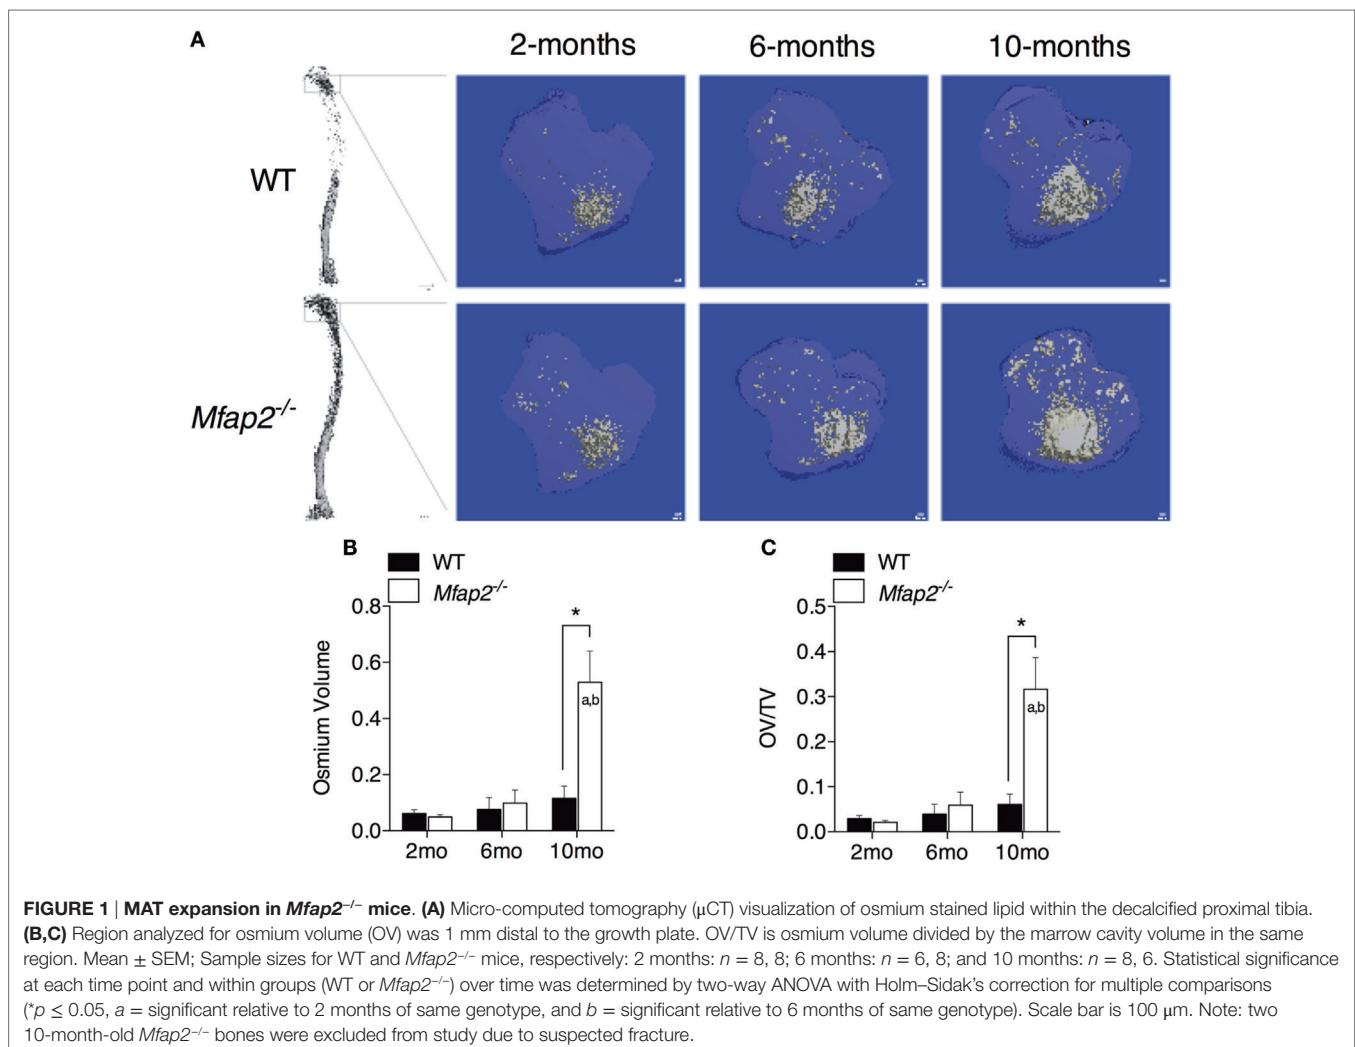 A
2-months 6-months 10-months
WT
Mfap2-/-
B
WT
Mfap2-/-
Osmium Volume
0.8
0.6
0.4
0.2
0.0
*
a,b
2mo 6mo 10mo
C
WT
Mfap2-/-
OV/TV
0.5
0.4
0.3
0.2
0.1
0.0
*
a,b
2mo 6mo 10mo
FIGURE 1 | MAT expansion in Mfap2−/− mice. (A) Micro-computed tomography (μCT) visualization of osmium stained lipid within the decalcified proximal tibia.
(B,C) Region analyzed for osmium volume (OV) was 1 mm distal to the growth plate. OV/TV is osmium volume divided by the marrow cavity volume in the same
region. Mean ± SEM; Sample sizes for WT and Mfap2−/− mice, respectively: 2 months: n = 8, 8; 6 months: n = 6, 8; and 10 months: n = 8, 6. Statistical significance
at each time point and within groups (WT or Mfap2−/−) over time was determined by two-way ANOVA with Holm–Sidak's correction for multiple comparisons
(*p ≤ 0.05, a = significant relative to 2 months of same genotype, and b = significant relative to 6 months of same genotype). Scale bar is 100 μm. Note: two
10-month-old Mfap2−/− bones were excluded from study due to suspected fracture.